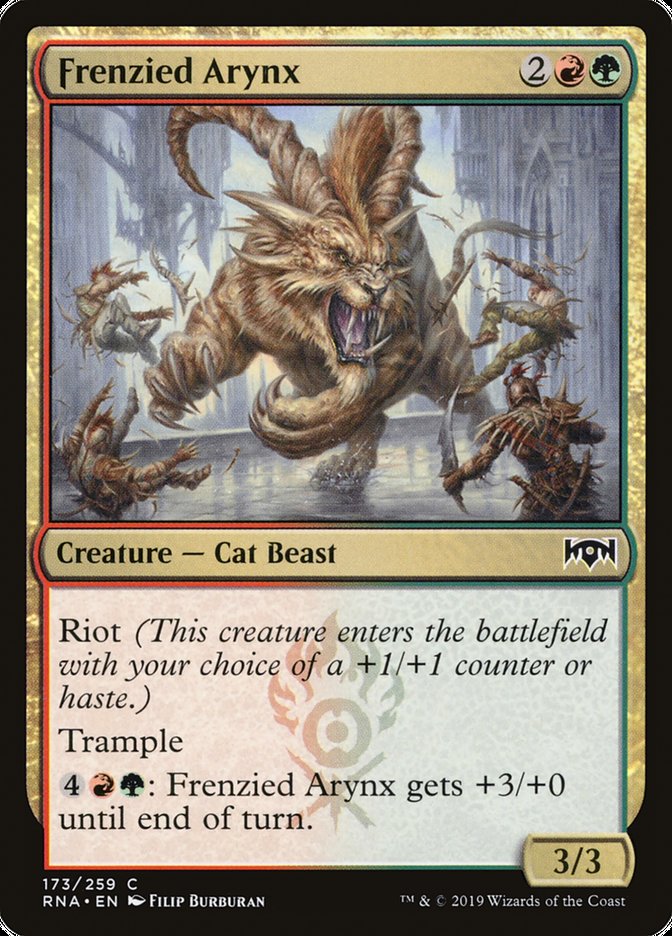 Frenzied Arynx 2
Creature — Cat Beast
Riot (This creature enters the battlefield
with your choice of a +1/+1 counter or
haste.)
Trample
4 : Frenzied Arynx gets +3/+0
until end of turn.
3/3
173/259 C
RNA • EN Filip Burburan
™ & © 2019 Wizards of the Coast